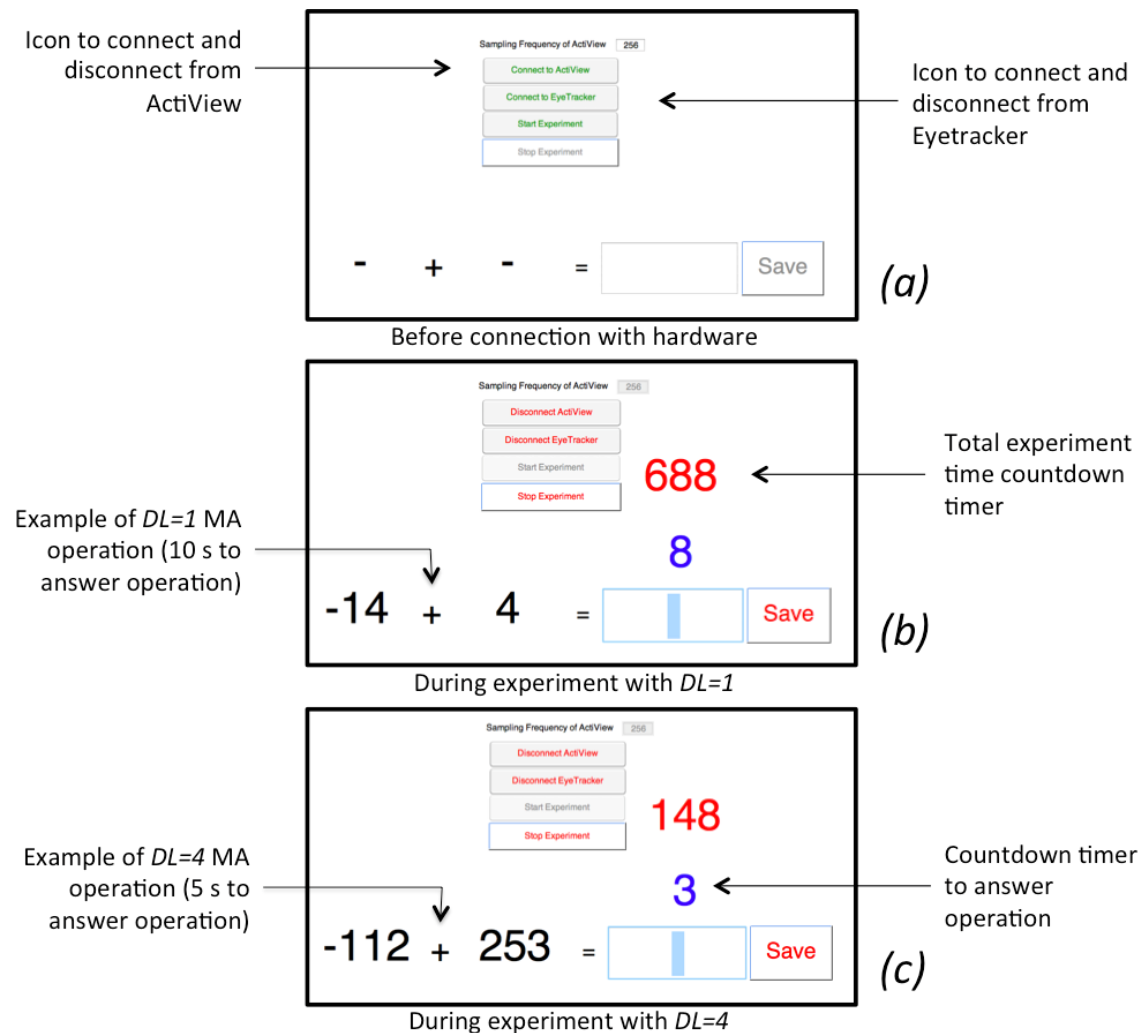 Icon to connect and
disconnect from
ActiView
Sampling Frequency of ActiView 256
Connect to ActiView
Connect to EyeTracker
Start Experiment
Stop Experiment
Icon to connect and
disconnect from
Eyetracker
- + - = Save
(a)
Before connection with hardware
Sampling Frequency of ActiView 256
Disconnect ActiView
Disconnect EyeTracker
Start Experiment
Stop Experiment
688
Total experiment
time countdown
timer
Example of DL=1 MA
operation (10 s to
answer operation)
8
-14 + 4 = Save
(b)
During experiment with DL=1
Sampling Frequency of ActiView 256
Disconnect ActiView
Disconnect EyeTracker
Start Experiment
Stop Experiment
148
Example of DL=4 MA
operation (5 s to
answer operation)
3
Countdown timer
to answer
operation
-112 + 253 = Save
(c)
During experiment with DL=4